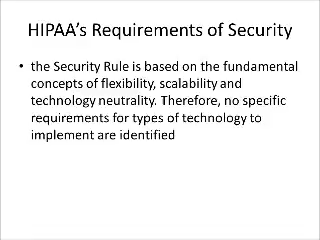 HIPAA's Requirements of Security
• the Security Rule is based on the fundamental
concepts of flexibility, scalability and
technology neutrality. Therefore, no specific
requirements for types of technology to
implement are identified